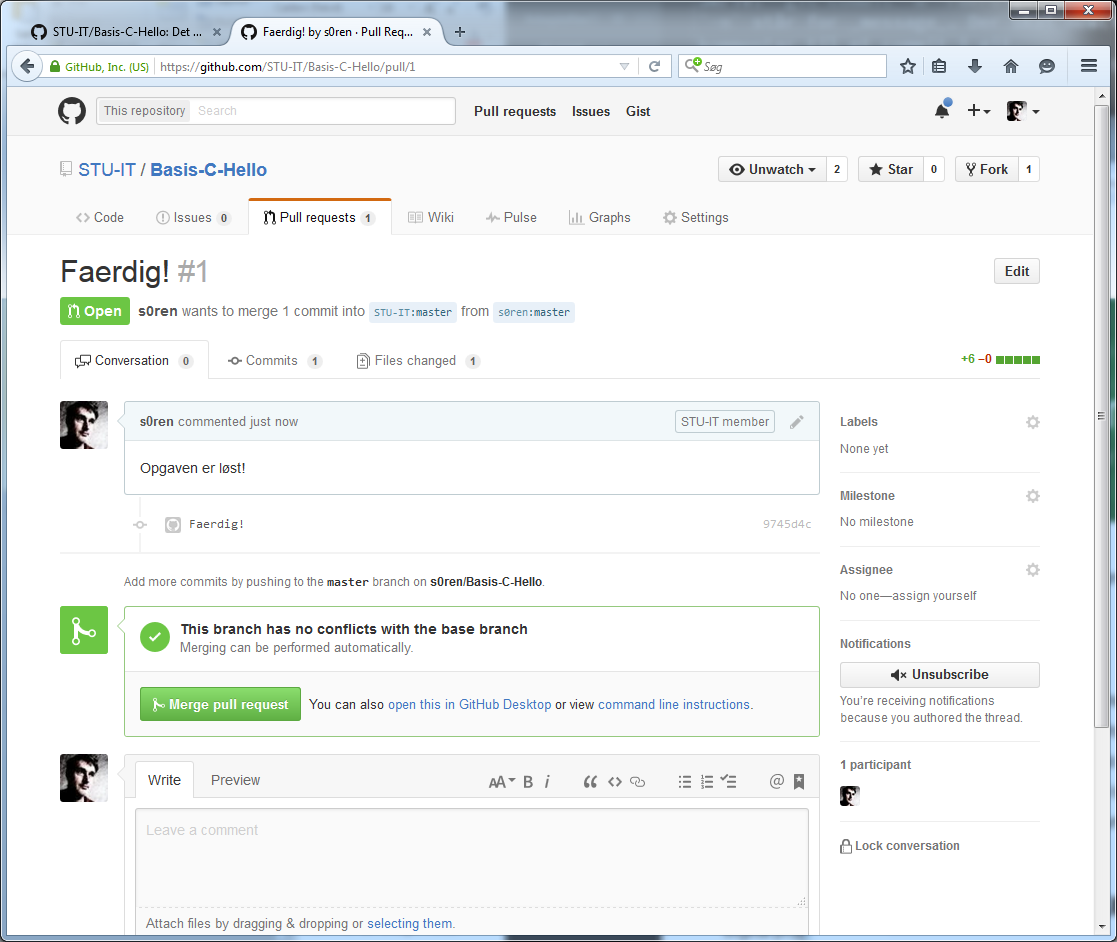 STU-IT/Basis-C-Hello: Det ...
Faerdig! by s0ren · Pull Req...
GitHub, Inc. (US)
https://github.com/STU-IT/Basis-C-Hello/pull/1
Søg
This repository
Search
Pull requests
Issues
Gist
STU-IT / Basis-C-Hello
Unwatch
2
Star
0
Fork
1
Code
Issues 0
Pull requests 1
Wiki
Pulse
Graphs
Settings
Faerdig! #1
Edit
Open
s0ren wants to merge 1 commit into STU-IT:master from s0ren:master
Conversation 0
Commits 1
Files changed 1
+6 −0
s0ren commented just now
STU-IT member
Opgaven er løst!
Faerdig!
9745d4c
Add more commits by pushing to the master branch on s0ren/Basis-C-Hello.
This branch has no conflicts with the base branch
Merging can be performed automatically.
Merge pull request
You can also open this in GitHub Desktop or view command line instructions.
Write
Preview
AA
B
i
Leave a comment
Attach files by dragging & dropping or selecting them.
Labels
None yet
Milestone
No milestone
Assignee
No one—assign yourself
Notifications
Unsubscribe
You're receiving notifications
because you authored the thread.
1 participant
Lock conversation